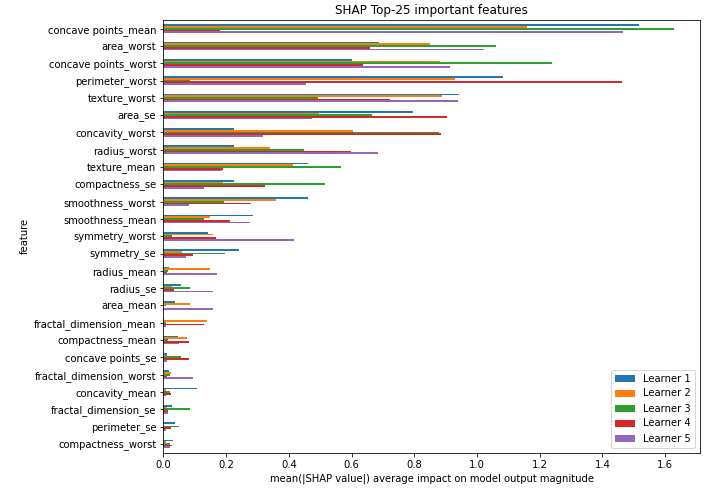 SHAP Top-25 important features
feature
concave points_mean
area_worst
concave points_worst
perimeter_worst
texture_worst
area_se
concavity_worst
radius_worst
texture_mean
compactness_se
smoothness_worst
smoothness_mean
symmetry_worst
symmetry_se
radius_mean
radius_se
area_mean
fractal_dimension_mean
compactness_mean
concave points_se
fractal_dimension_worst
concavity_mean
fractal_dimension_se
perimeter_se
compactness_worst
Learner 1
Learner 2
Learner 3
Learner 4
Learner 5
0.0 0.2 0.4 0.6 0.8 1.0 1.2 1.4 1.6
mean(|SHAP value|) average impact on model output magnitude